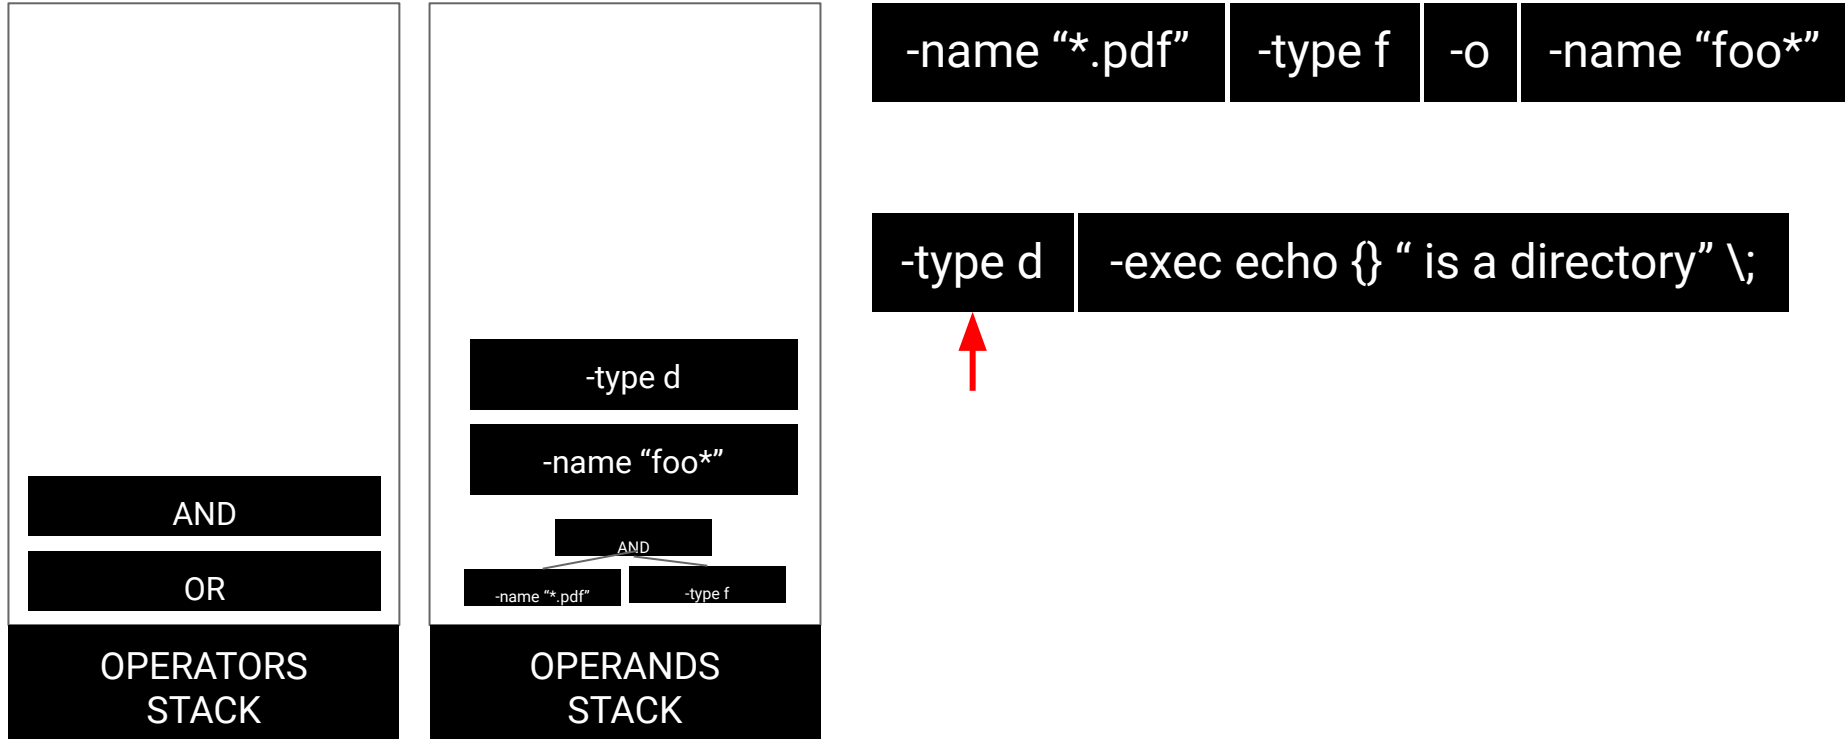 -name “*.pdf”
-type f
-o
-name “foo*”
-type d
-exec echo {} “ is a directory” \;
-type d
-name “foo*”
AND
-name “*.pdf”
-type f
AND
OR
OPERATORS
STACK
OPERANDS
STACK